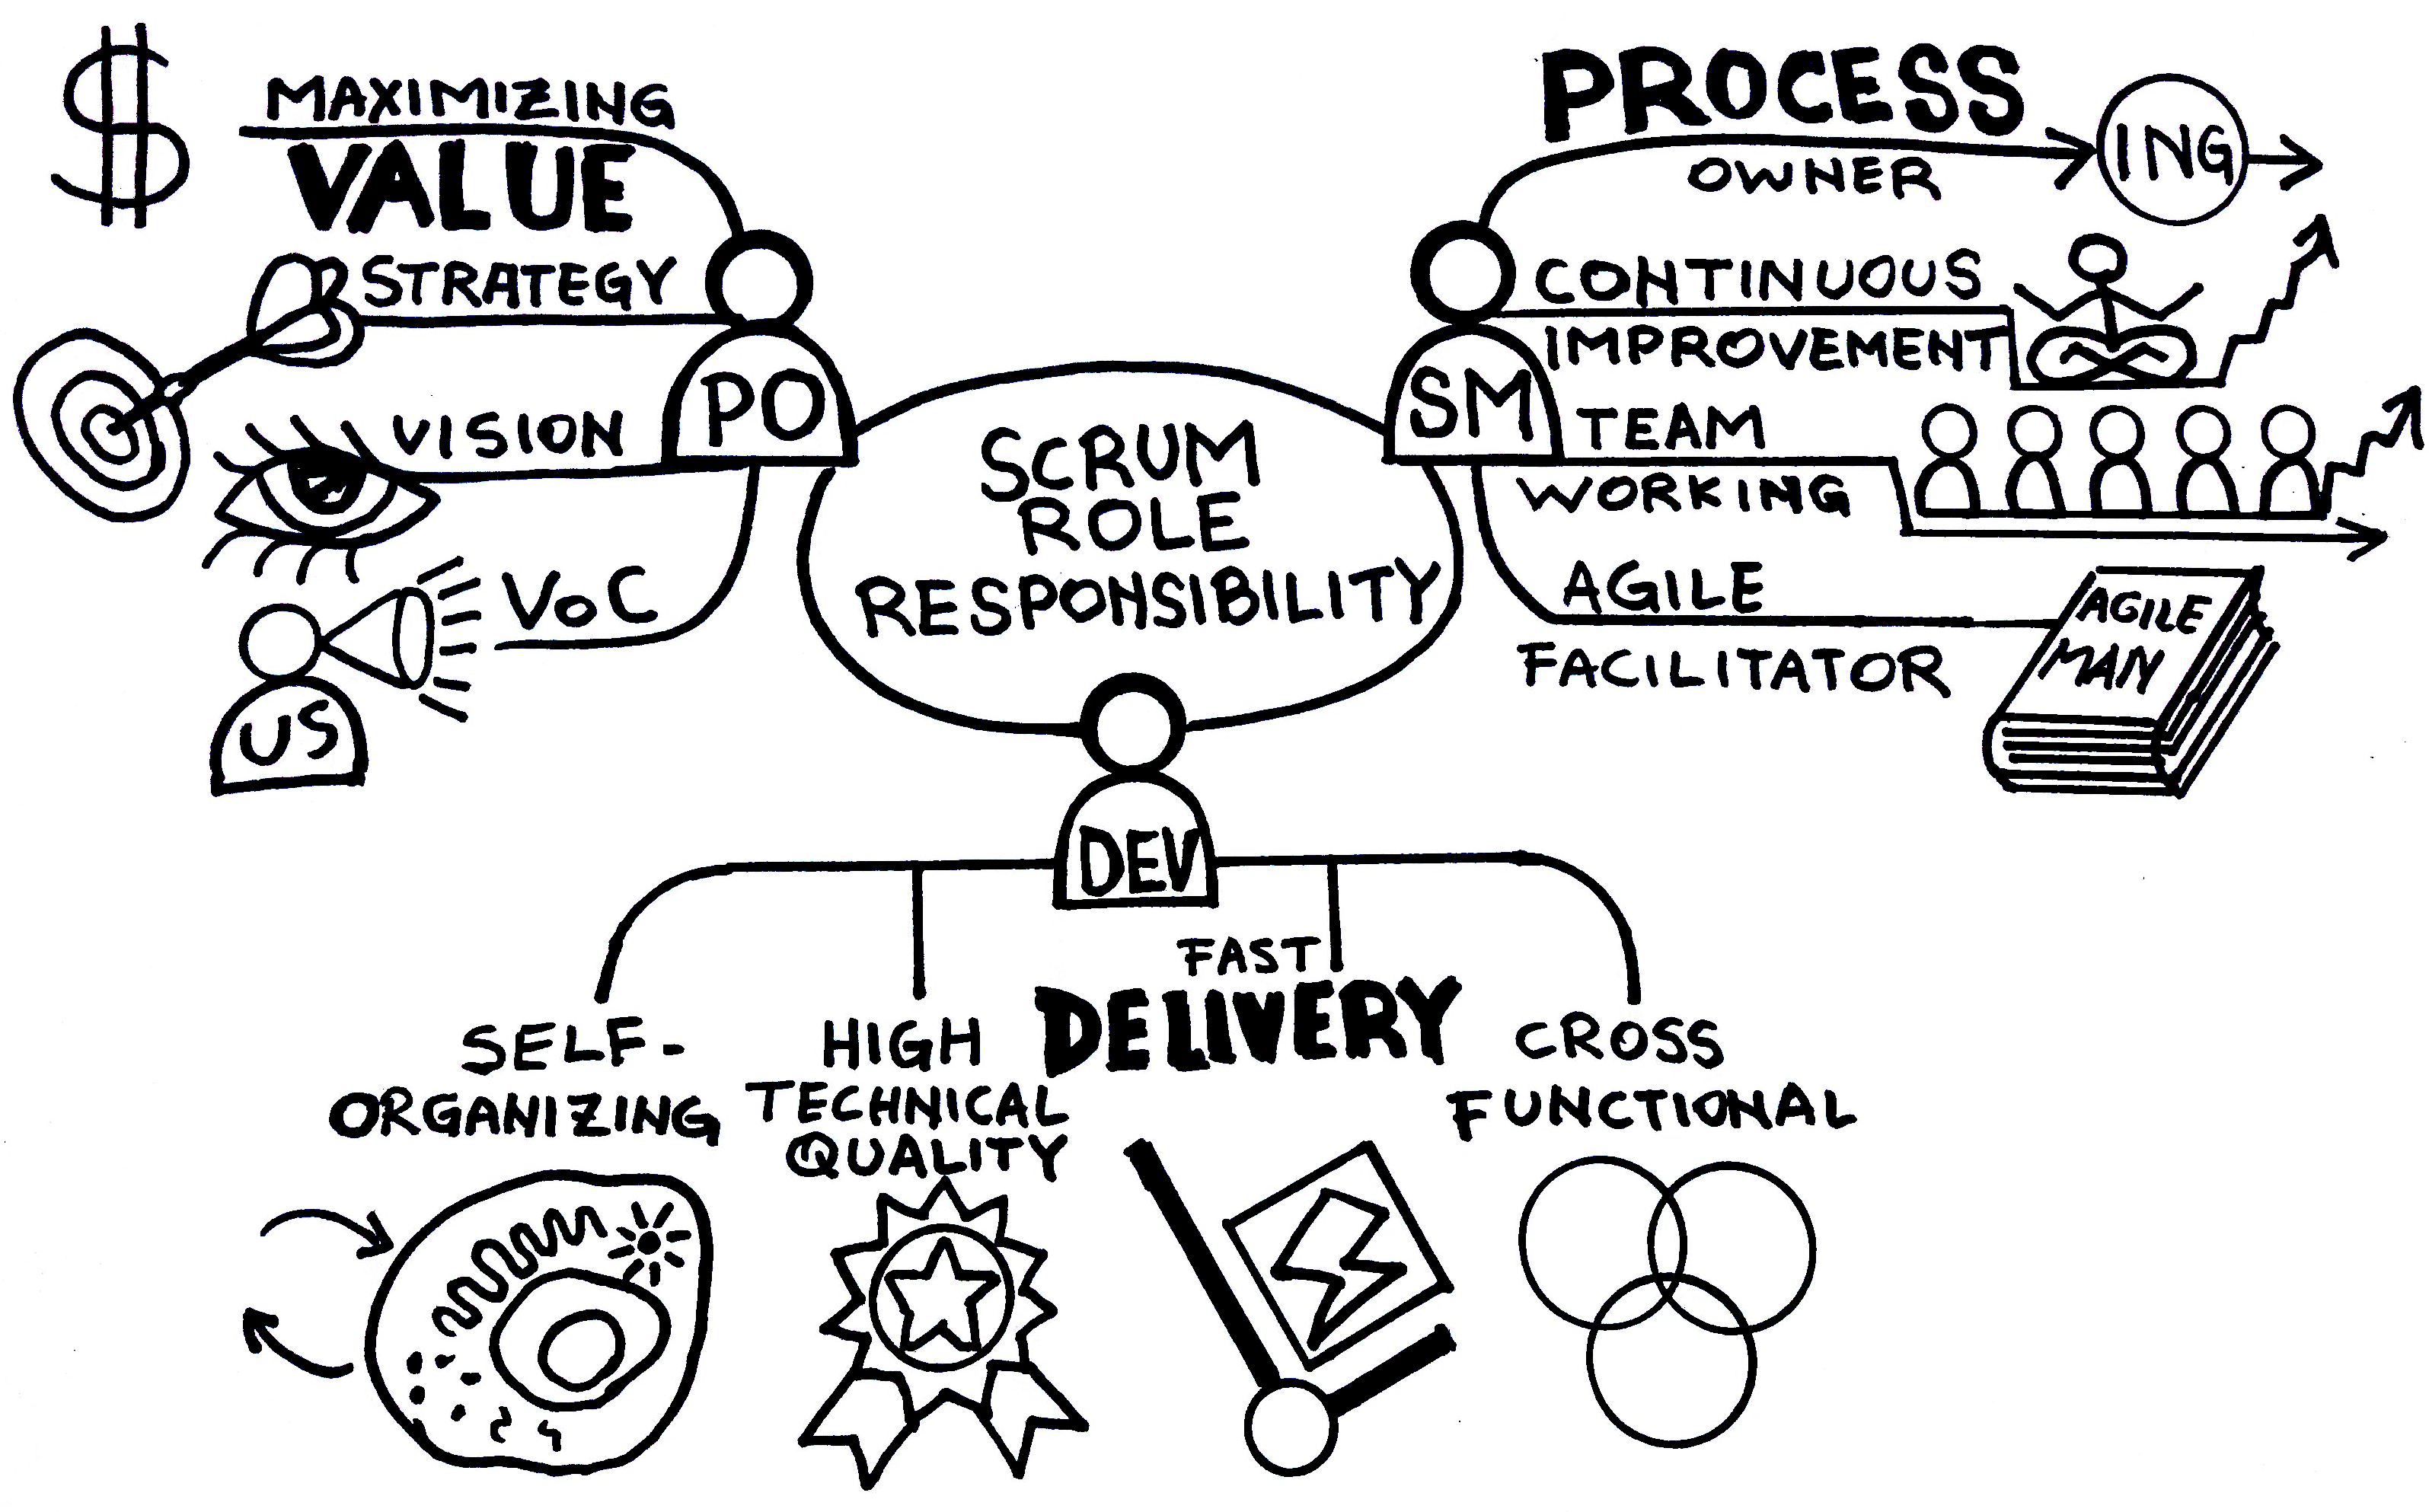 MAXIMIZING
VALUE
STRATEGY
VISION
VoC
US
PO
SCRUM
ROLE
RESPONSIBILITY
PROCESS
OWNER
ING
SM
CONTINUOUS
IMPROVEMENT
TEAM
WORKING
AGILE
FACILITATOR
AGILE
MAN
DEV
SELF-
ORGANIZING
HIGH
TECHNICAL
QUALITY
FAST
DELIVERY
CROSS
FUNCTIONAL